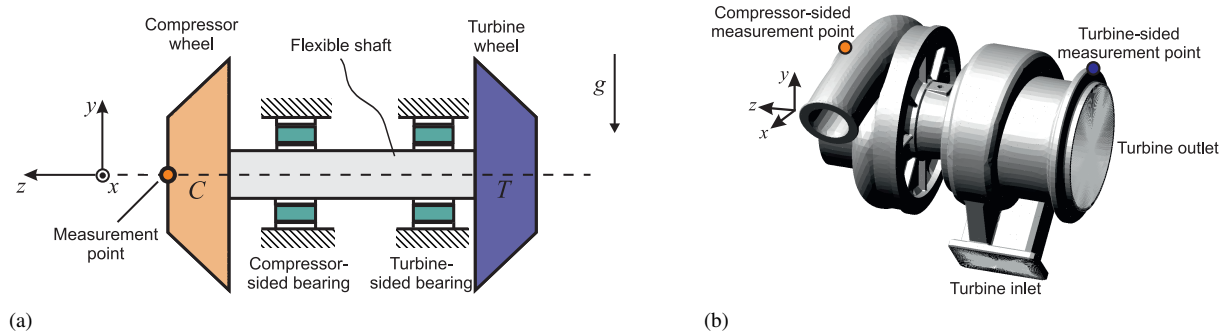 Compressor
wheel
Flexible shaft
Turbine
wheel
g
y
z
x
C
T
Measurement
point
Compressor-
sided bearing
Turbine-
sided bearing
(a)
Compressor-sided
measurement point
Turbine-sided
measurement point
y
z
x
Turbine outlet
Turbine inlet
(b)